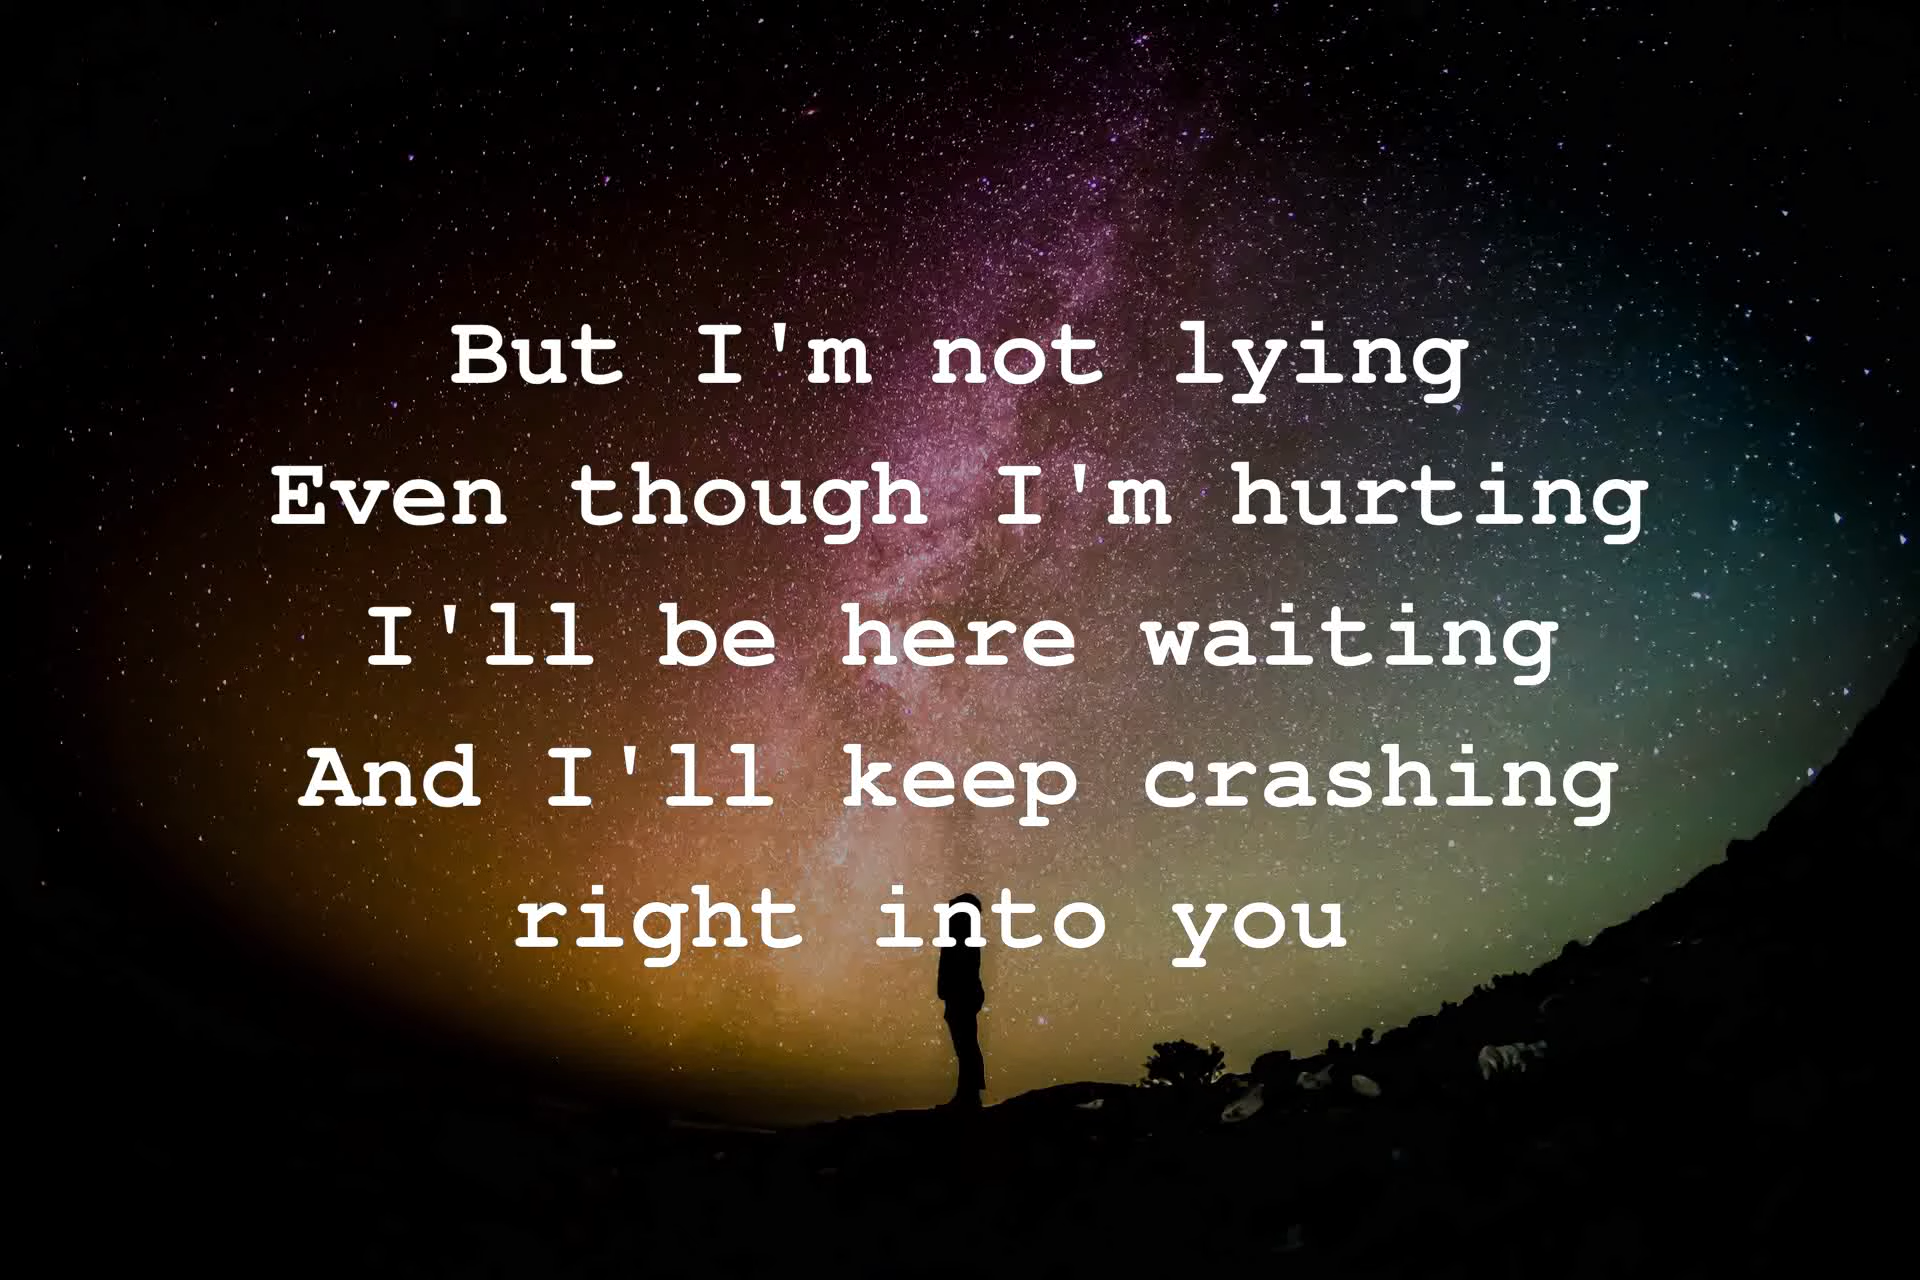 But I'm not lying
Even though I'm hurting
I'll be here waiting
And I'll keep crashing
right into you